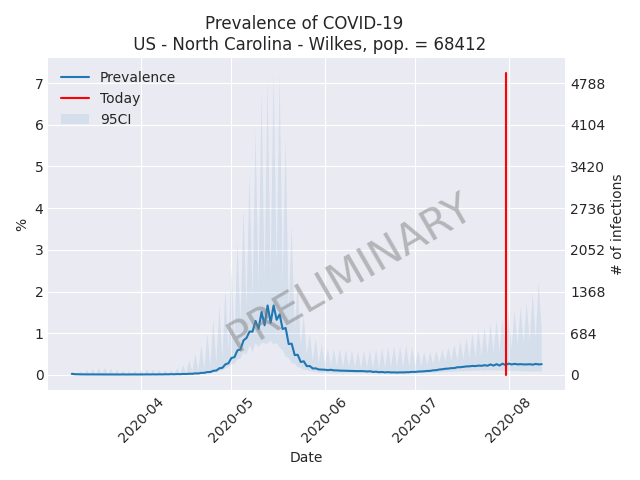 Prevalence of COVID-19
US - North Carolina - Wilkes, pop. = 68412
Prevalence
Today
95CI
PRELIMINARY
%
7
6
5
4
3
2
1
0
4788
4104
3420
2736
2052
1368
684
0
# of infections
2020-04
2020-05
2020-06
2020-07
2020-08
Date